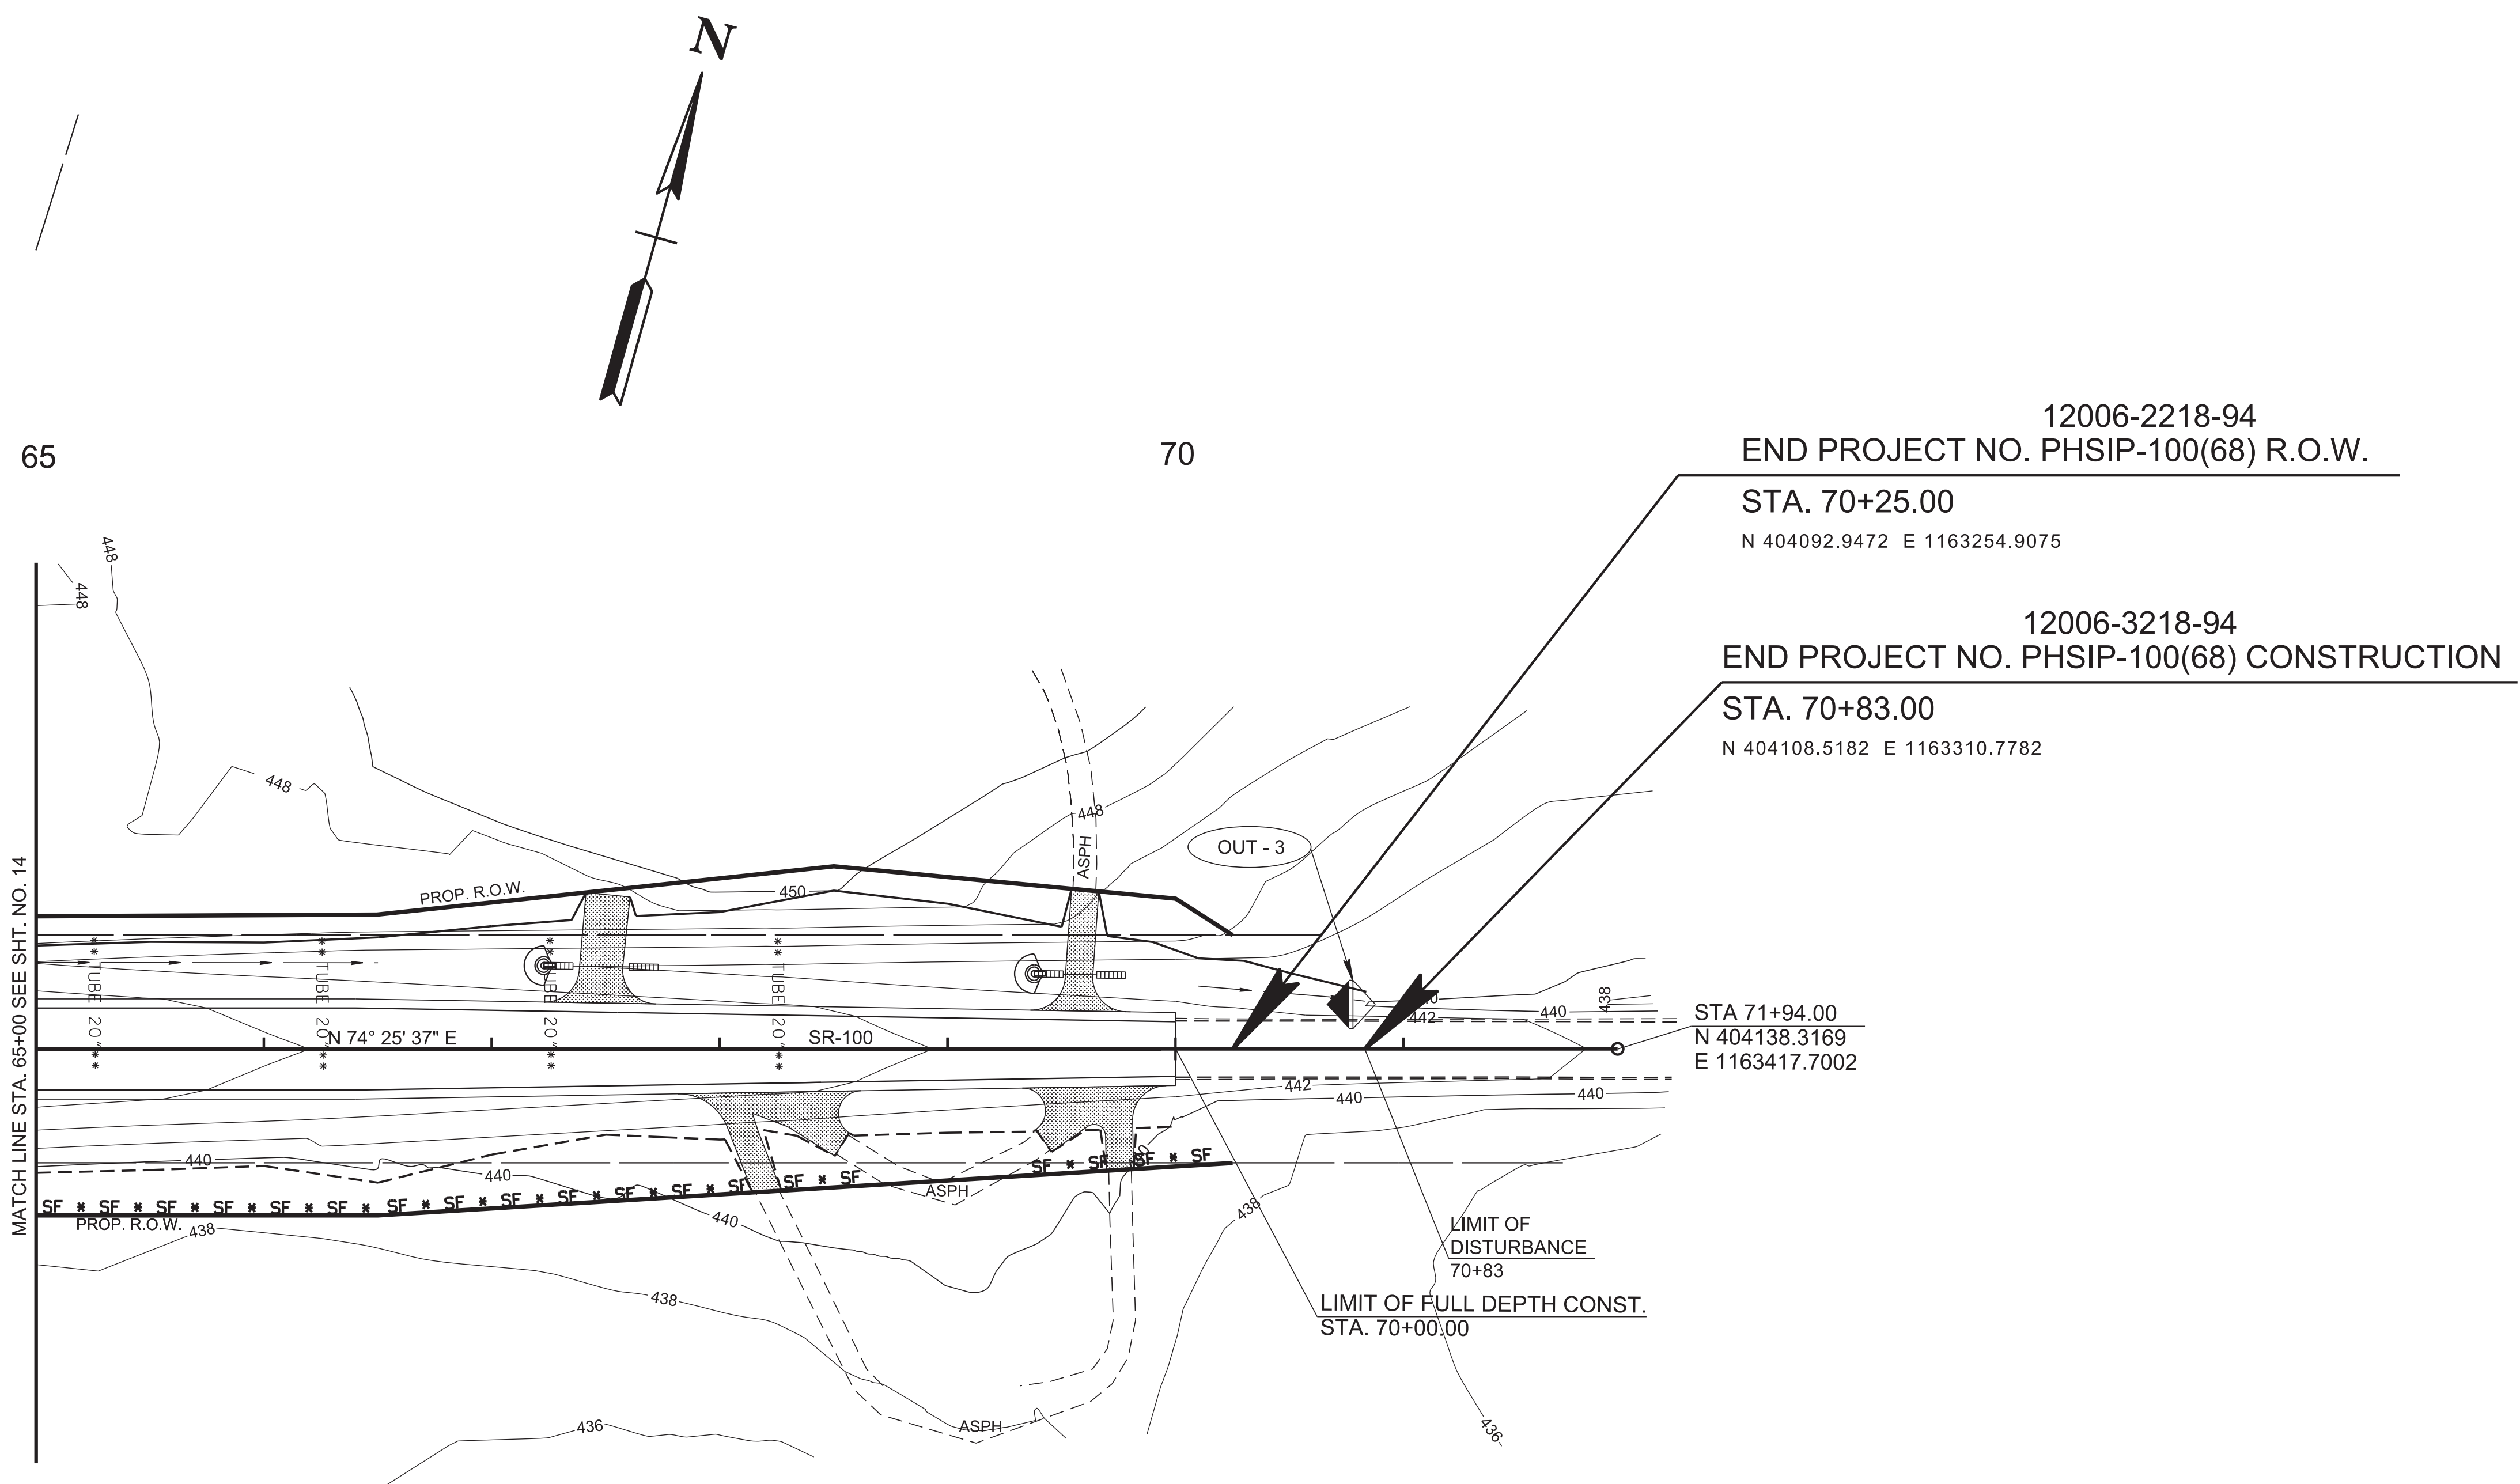 N
65
70
12006-2218-94
END PROJECT NO. PHSIP-100(68) R.O.W.
STA. 70+25.00
N 404092.9472 E 1163254.9075
12006-3218-94
END PROJECT NO. PHSIP-100(68) CONSTRUCTION
STA. 70+83.00
N 404108.5182 E 1163310.7782
448
448
448
448
ASPH
OUT - 3
PROP. R.O.W.
450
MATCH LINE STA. 65+00 SEE SHT. NO. 14
** TUBE 20"**
** TUBE 20"**
** TUBE 20"**
** TUBE 20"**
N 74° 25' 37" E
SR-100
442
440
438
STA 71+94.00
N 404138.3169
E 1163417.7002
442
440
440
440
440
SF * SF * SF * SF * SF * SF * SF * SF * SF * SF * SF * SF * SF * SF * SF
SF * SF * SF * SF
PROP. R.O.W.
438
440
ASPH
438
438
LIMIT OF
DISTURBANCE
70+83
LIMIT OF FULL DEPTH CONST.
STA. 70+00.00
436
ASPH
436